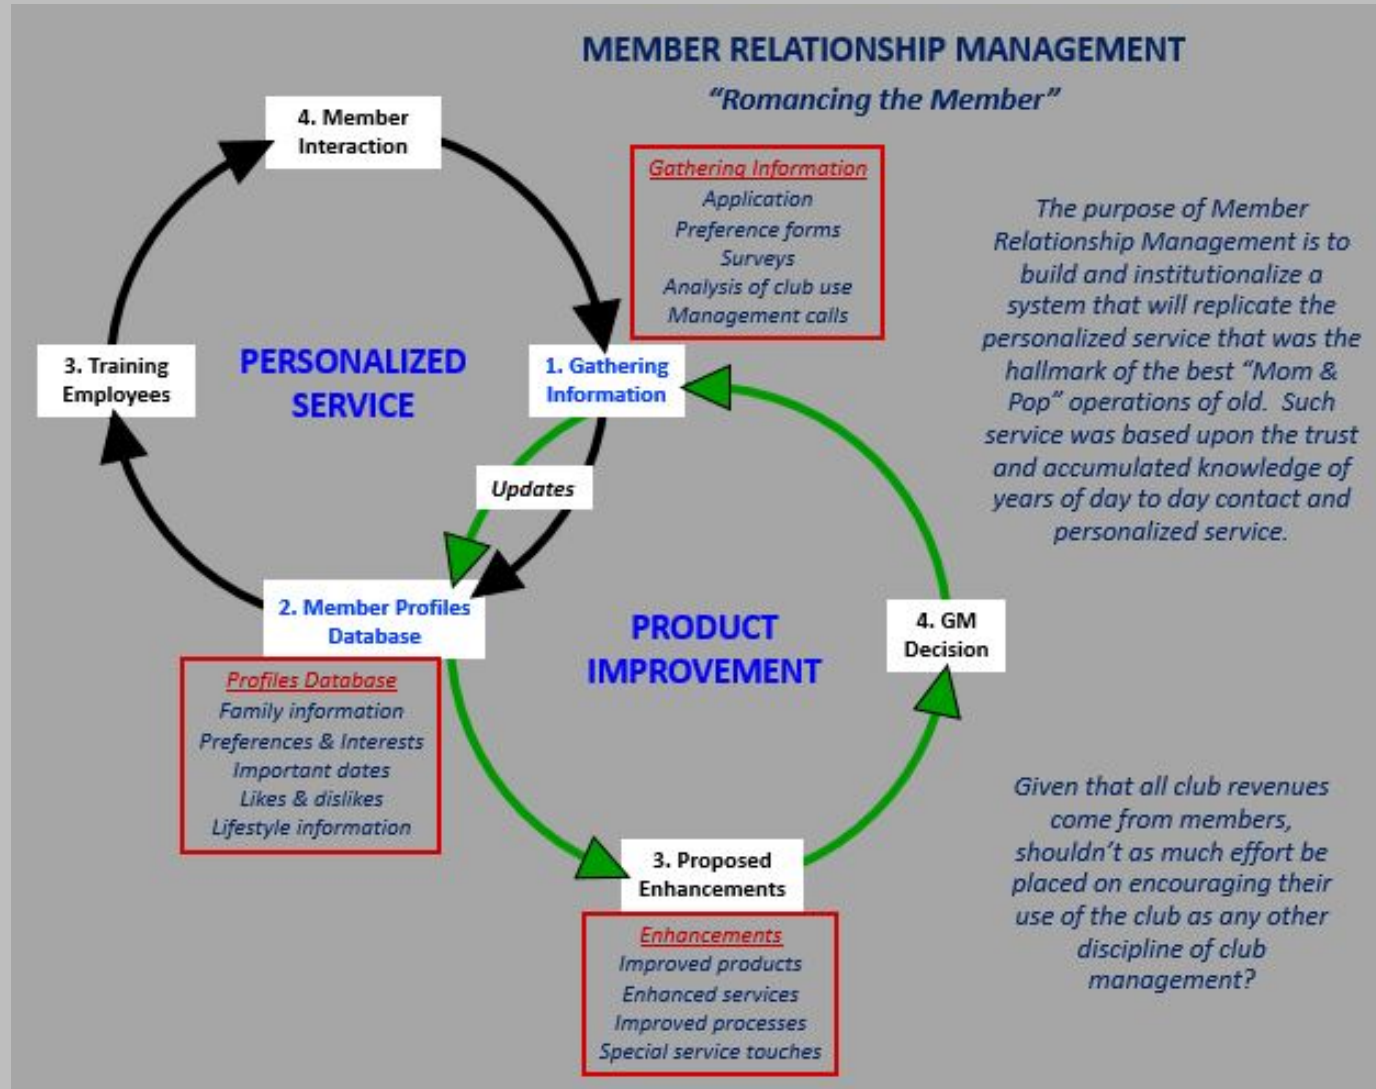 MEMBER RELATIONSHIP MANAGEMENT
“Romancing the Member”
4. Member
Interaction
Gathering Information
Application
Preference forms
Surveys
Analysis of club use
Management calls
The purpose of Member
Relationship Management is to
build and institutionalize a
system that will replicate the
personalized service that was the
hallmark of the best “Mom &
Pop” operations of old. Such
service was based upon the trust
and accumulated knowledge of
years of day to day contact and
personalized service.
3. Training
Employees
PERSONALIZED
SERVICE
1. Gathering
Information
Updates
2. Member Profiles
Database
Profiles Database
Family information
Preferences & Interests
Important dates
Likes & dislikes
Lifestyle information
PRODUCT
IMPROVEMENT
4. GM
Decision
3. Proposed
Enhancements
Enhancements
Improved products
Enhanced services
Improved processes
Special service touches
Given that all club revenues
come from members,
shouldn’t as much effort be
placed on encouraging their
use of the club as any other
discipline of club
management?